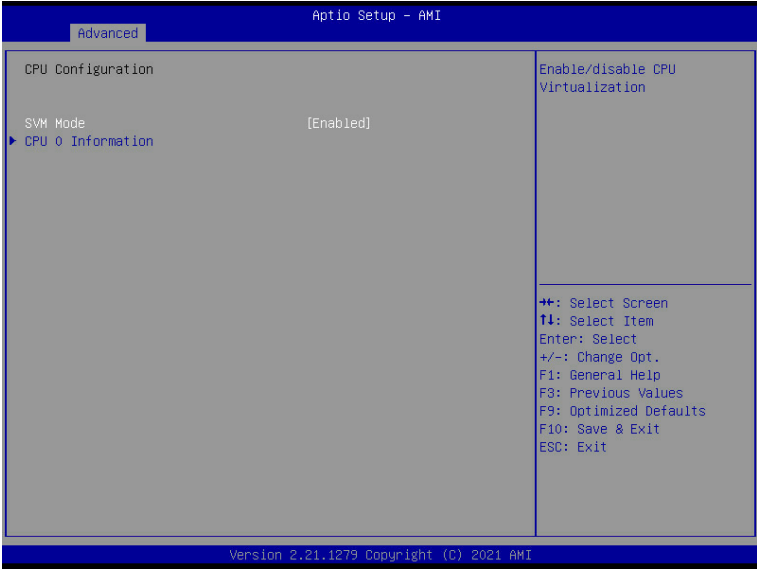 Aptio Setup – AMI
Advanced
CPU Configuration
SVM Mode [Enabled]
CPU 0 Information
Enable/disable CPU
Virtualization
→←: Select Screen
↑↓: Select Item
Enter: Select
+/-: Change Opt.
F1: General Help
F3: Previous Values
F9: Optimized Defaults
F10: Save & Exit
ESC: Exit
Version 2.21.1279 Copyright (C) 2021 AMI